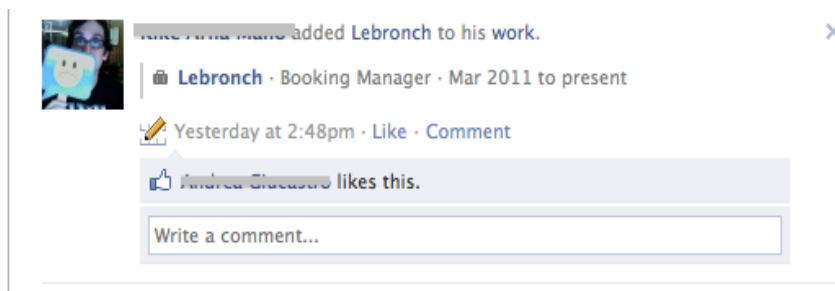 added Lebronch to his work.
Lebronch · Booking Manager · Mar 2011 to present
Yesterday at 2:48pm · Like · Comment
likes this.
Write a comment...